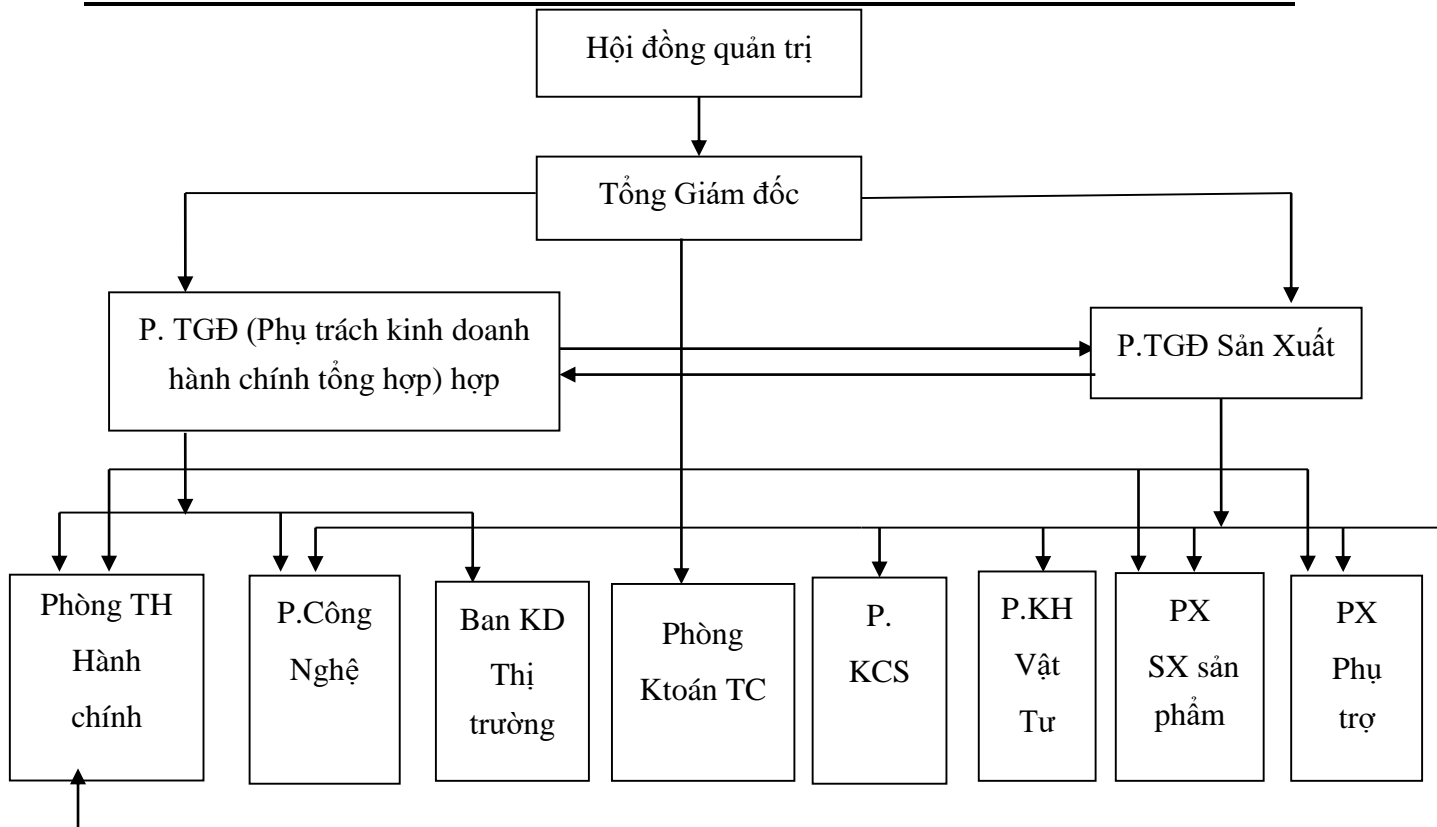 Hội đồng quản trị
Tổng Giám đốc
P. TGĐ (Phụ trách kinh doanh
hành chính tổng hợp) hợp
P.TGĐ Sản Xuất
Phòng TH
Hành
chính
P.Công
Nghệ
Ban KD
Thị
trường
Phòng
Ktoán TC
P.
KCS
P.KH
Vật
Tư
PX
SX sản
phẩm
PX
Phụ
trợ